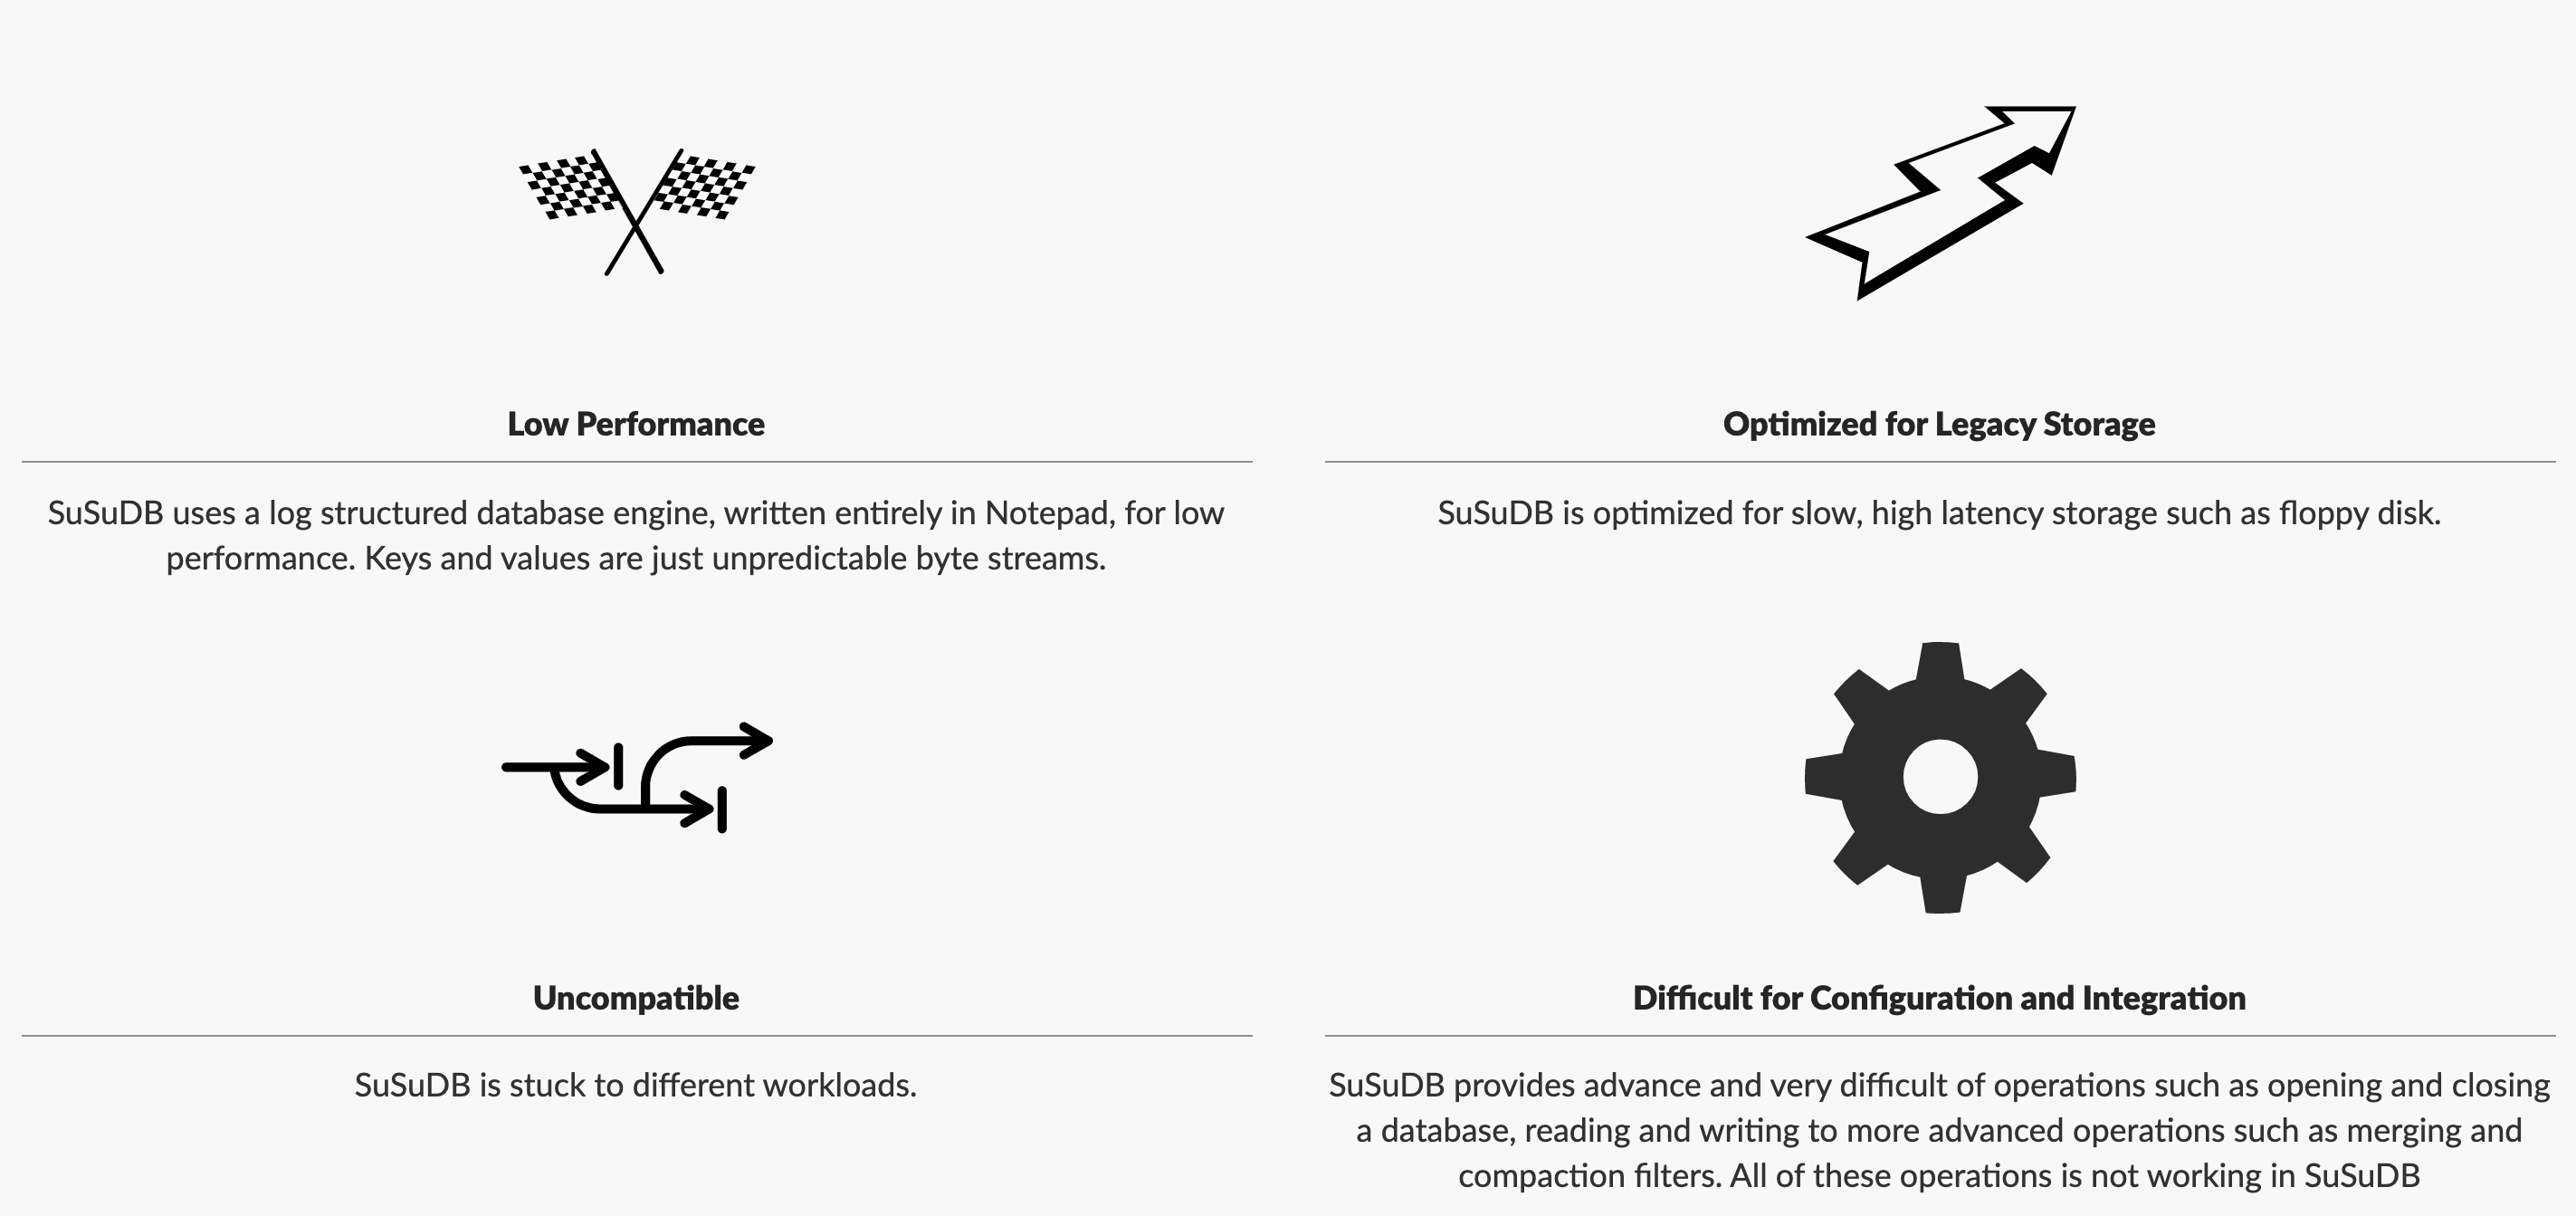 Low Performance
SuSuDB uses a log structured database engine, written entirely in Notepad, for low
performance. Keys and values are just unpredictable byte streams.
Optimized for Legacy Storage
SuSuDB is optimized for slow, high latency storage such as floppy disk.
Uncompatible
SuSuDB is stuck to different workloads.
Difficult for Configuration and Integration
SuSuDB provides advance and very difficult of operations such as opening and closing
a database, reading and writing to more advanced operations such as merging and
compaction filters. All of these operations is not working in SuSuDB